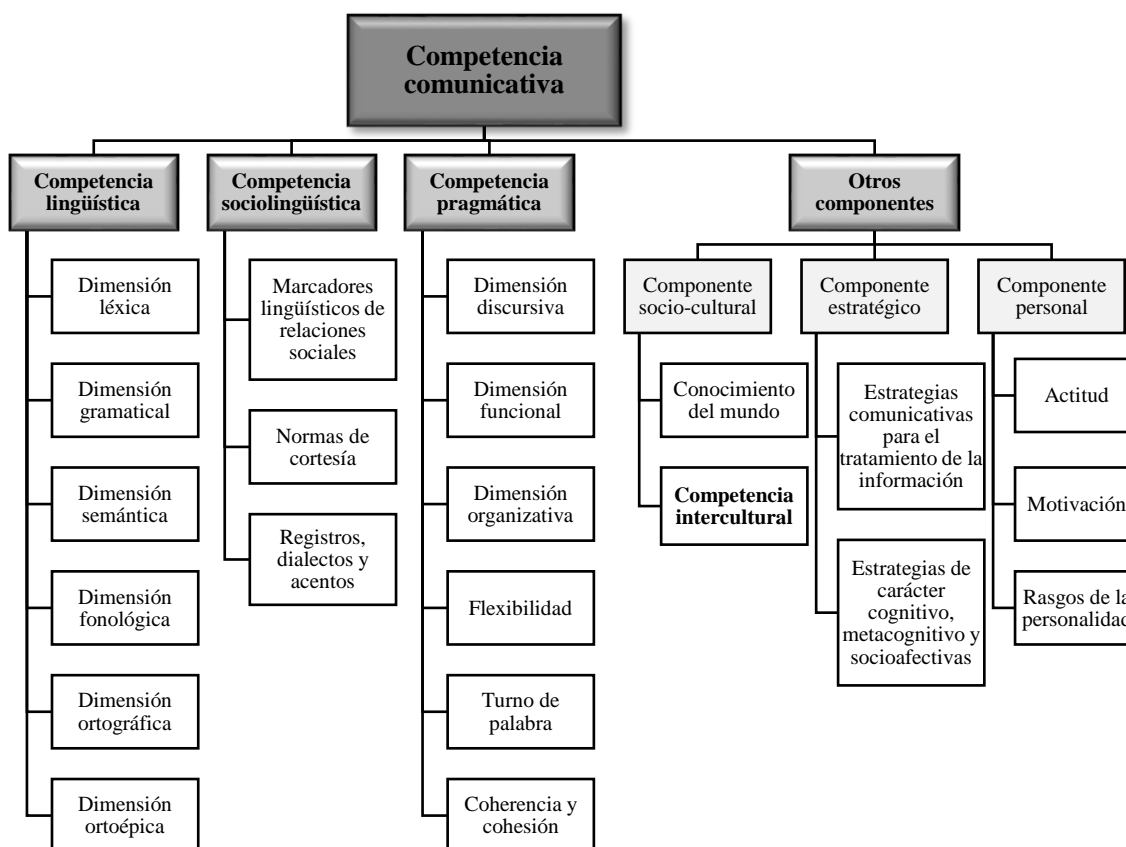 Competencia
comunicativa
Competencia
lingüística
Competencia
sociolingüística
Competencia
pragmática
Otros
componentes
Dimensión
léxica
Dimensión
gramatical
Dimensión
semántica
Dimensión
fonológica
Dimensión
ortográfica
Dimensión
ortoépica
Marcadores
lingüísticos de
relaciones
sociales
Normas de
cortesía
Registros,
dialectos y
acentos
Dimensión
discursiva
Dimensión
funcional
Dimensión
organizativa
Flexibilidad
Turno de
palabra
Coherencia y
cohesión
Componente
socio-cultural
Conocimiento
del mundo
Competencia
intercultural
Componente
estratégico
Estrategias
comunicativas
para el
tratamiento de la
información
Estrategias de
carácter
cognitivo,
metacognitivo y
socioafectivas
Componente
personal
Actitud
Motivación
Rasgos de la
personalidad